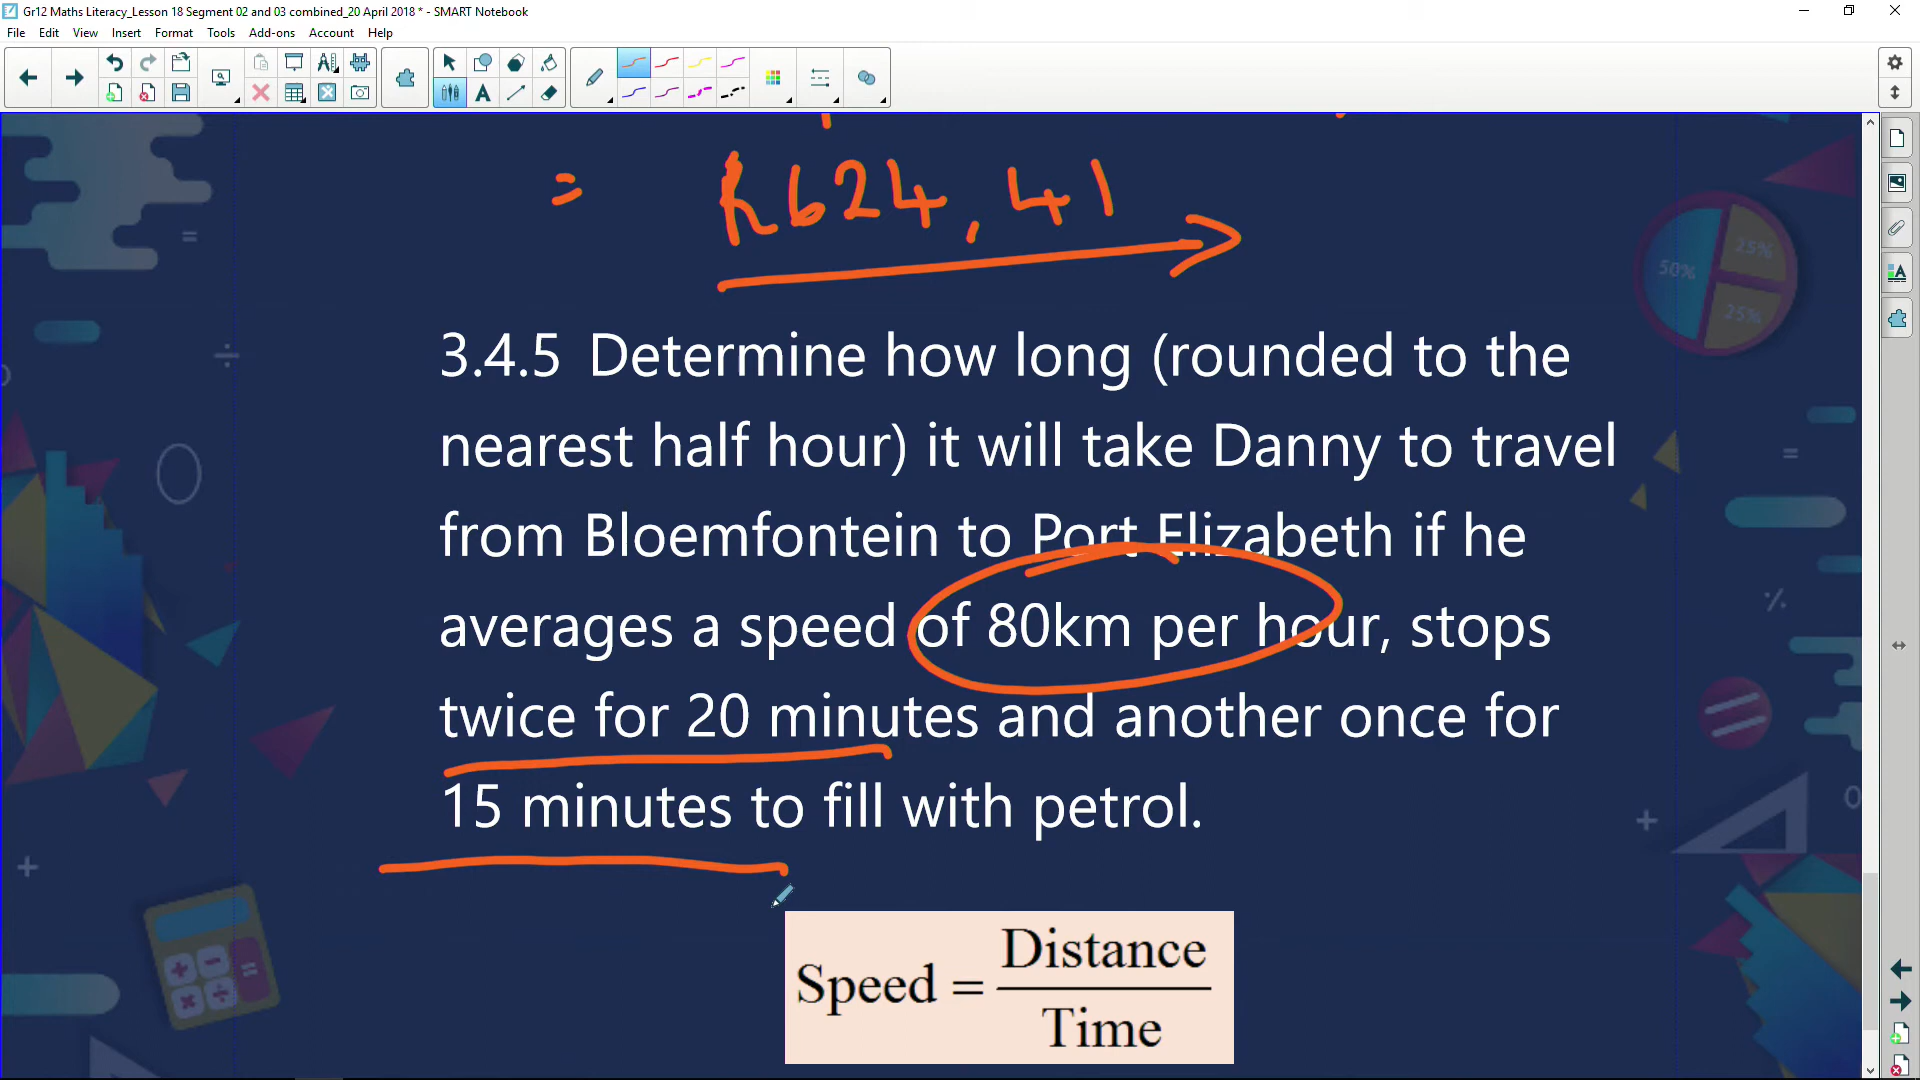 Gr12 Maths Literacy_Lesson 18 Segment 02 and 03 combined_20 April 2018 * - SMART Notebook
File Edit View Insert Format Tools Add-ons Account Help
= R624,41
50% 25%
25%
3.4.5 Determine how long (rounded to the
nearest half hour) it will take Danny to travel
from Bloemfontein to Port Elizabeth if he
averages a speed of 80km per hour, stops
twice for 20 minutes and another once for
15 minutes to fill with petrol.
Speed = Distance
Time